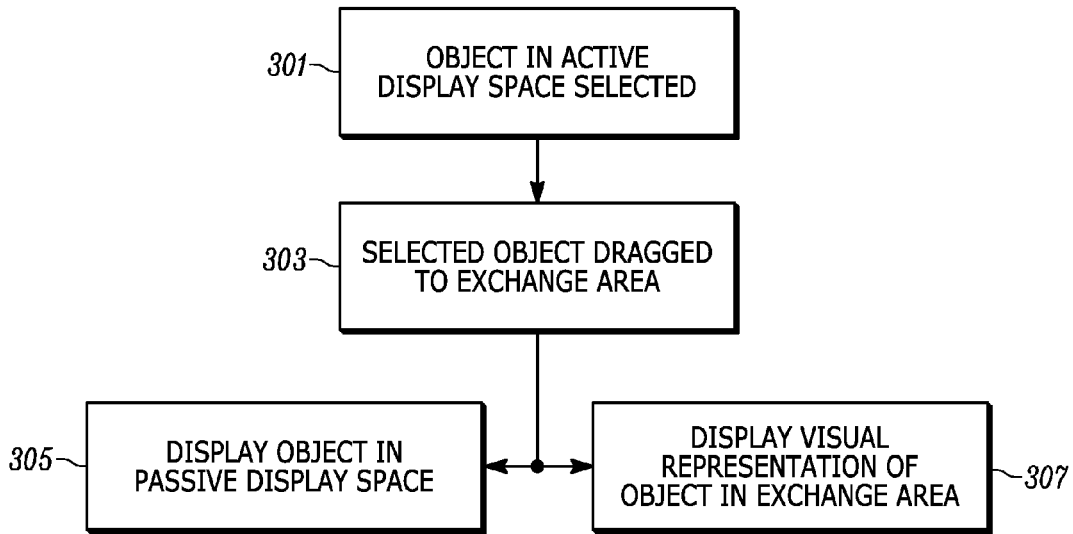 301
OBJECT IN ACTIVE
DISPLAY SPACE SELECTED
303
SELECTED OBJECT DRAGGED
TO EXCHANGE AREA
305
DISPLAY OBJECT IN
PASSIVE DISPLAY SPACE
DISPLAY VISUAL
REPRESENTATION OF
OBJECT IN EXCHANGE AREA
307